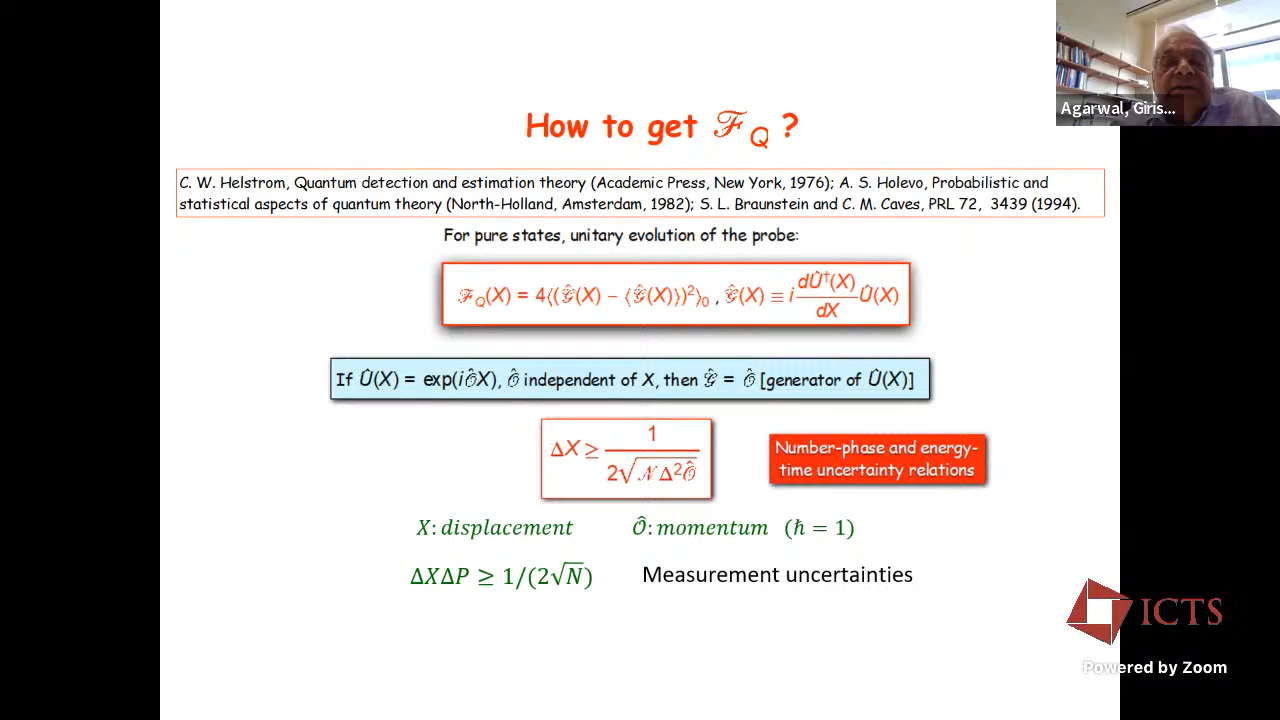 Agarwal, Giris...
How to get ℱ_Q ?
C. W. Helstrom, Quantum detection and estimation theory (Academic Press, New York, 1976); A. S. Holevo, Probabilistic and
statistical aspects of quantum theory (North-Holland, Amsterdam, 1982); S. L. Braunstein and C. M. Caves, PRL 72, 3439 (1994).
For pure states, unitary evolution of the probe:
ℱ_Q(X) = 4⟨(𝒢̂(X) − ⟨𝒢̂(X)⟩)²⟩₀ , 𝒢̂(X) ≡ i dÛ†(X)/dX Û(X)
If Û(X) = exp(i𝒪̂X), 𝒪̂ independent of X, then 𝒢̂ = 𝒪̂ [generator of Û(X)]
ΔX ≥ 1/(2√(𝒩 Δ²𝒪̂))
Number-phase and energy-
time uncertainty relations
X: displacement 𝒪̂: momentum (ħ = 1)
ΔXΔP ≥ 1/(2√N) Measurement uncertainties
ICTS
Powered by Zoom